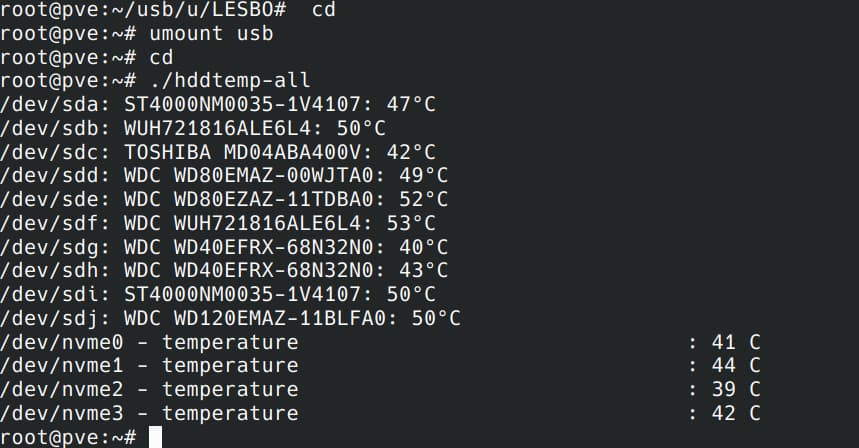 root@pve:~/usb/u/LESBO#  cd
root@pve:~# umount usb
root@pve:~# cd
root@pve:~# ./hddtemp-all
/dev/sda: ST4000NM0035-1V4107: 47°C
/dev/sdb: WUH721816ALE6L4: 50°C
/dev/sdc: TOSHIBA MD04ABA400V: 42°C
/dev/sdd: WDC WD80EMAZ-00WJTA0: 49°C
/dev/sde: WDC WD80EZAZ-11TDBA0: 52°C
/dev/sdf: WDC WUH721816ALE6L4: 53°C
/dev/sdg: WDC WD40EFRX-68N32N0: 40°C
/dev/sdh: WDC WD40EFRX-68N32N0: 43°C
/dev/sdi: ST4000NM0035-1V4107: 50°C
/dev/sdj: WDC WD120EMAZ-11BLFA0: 50°C
/dev/nvme0 - temperature                               : 41 C
/dev/nvme1 - temperature                               : 44 C
/dev/nvme2 - temperature                               : 39 C
/dev/nvme3 - temperature                               : 42 C
root@pve:~#